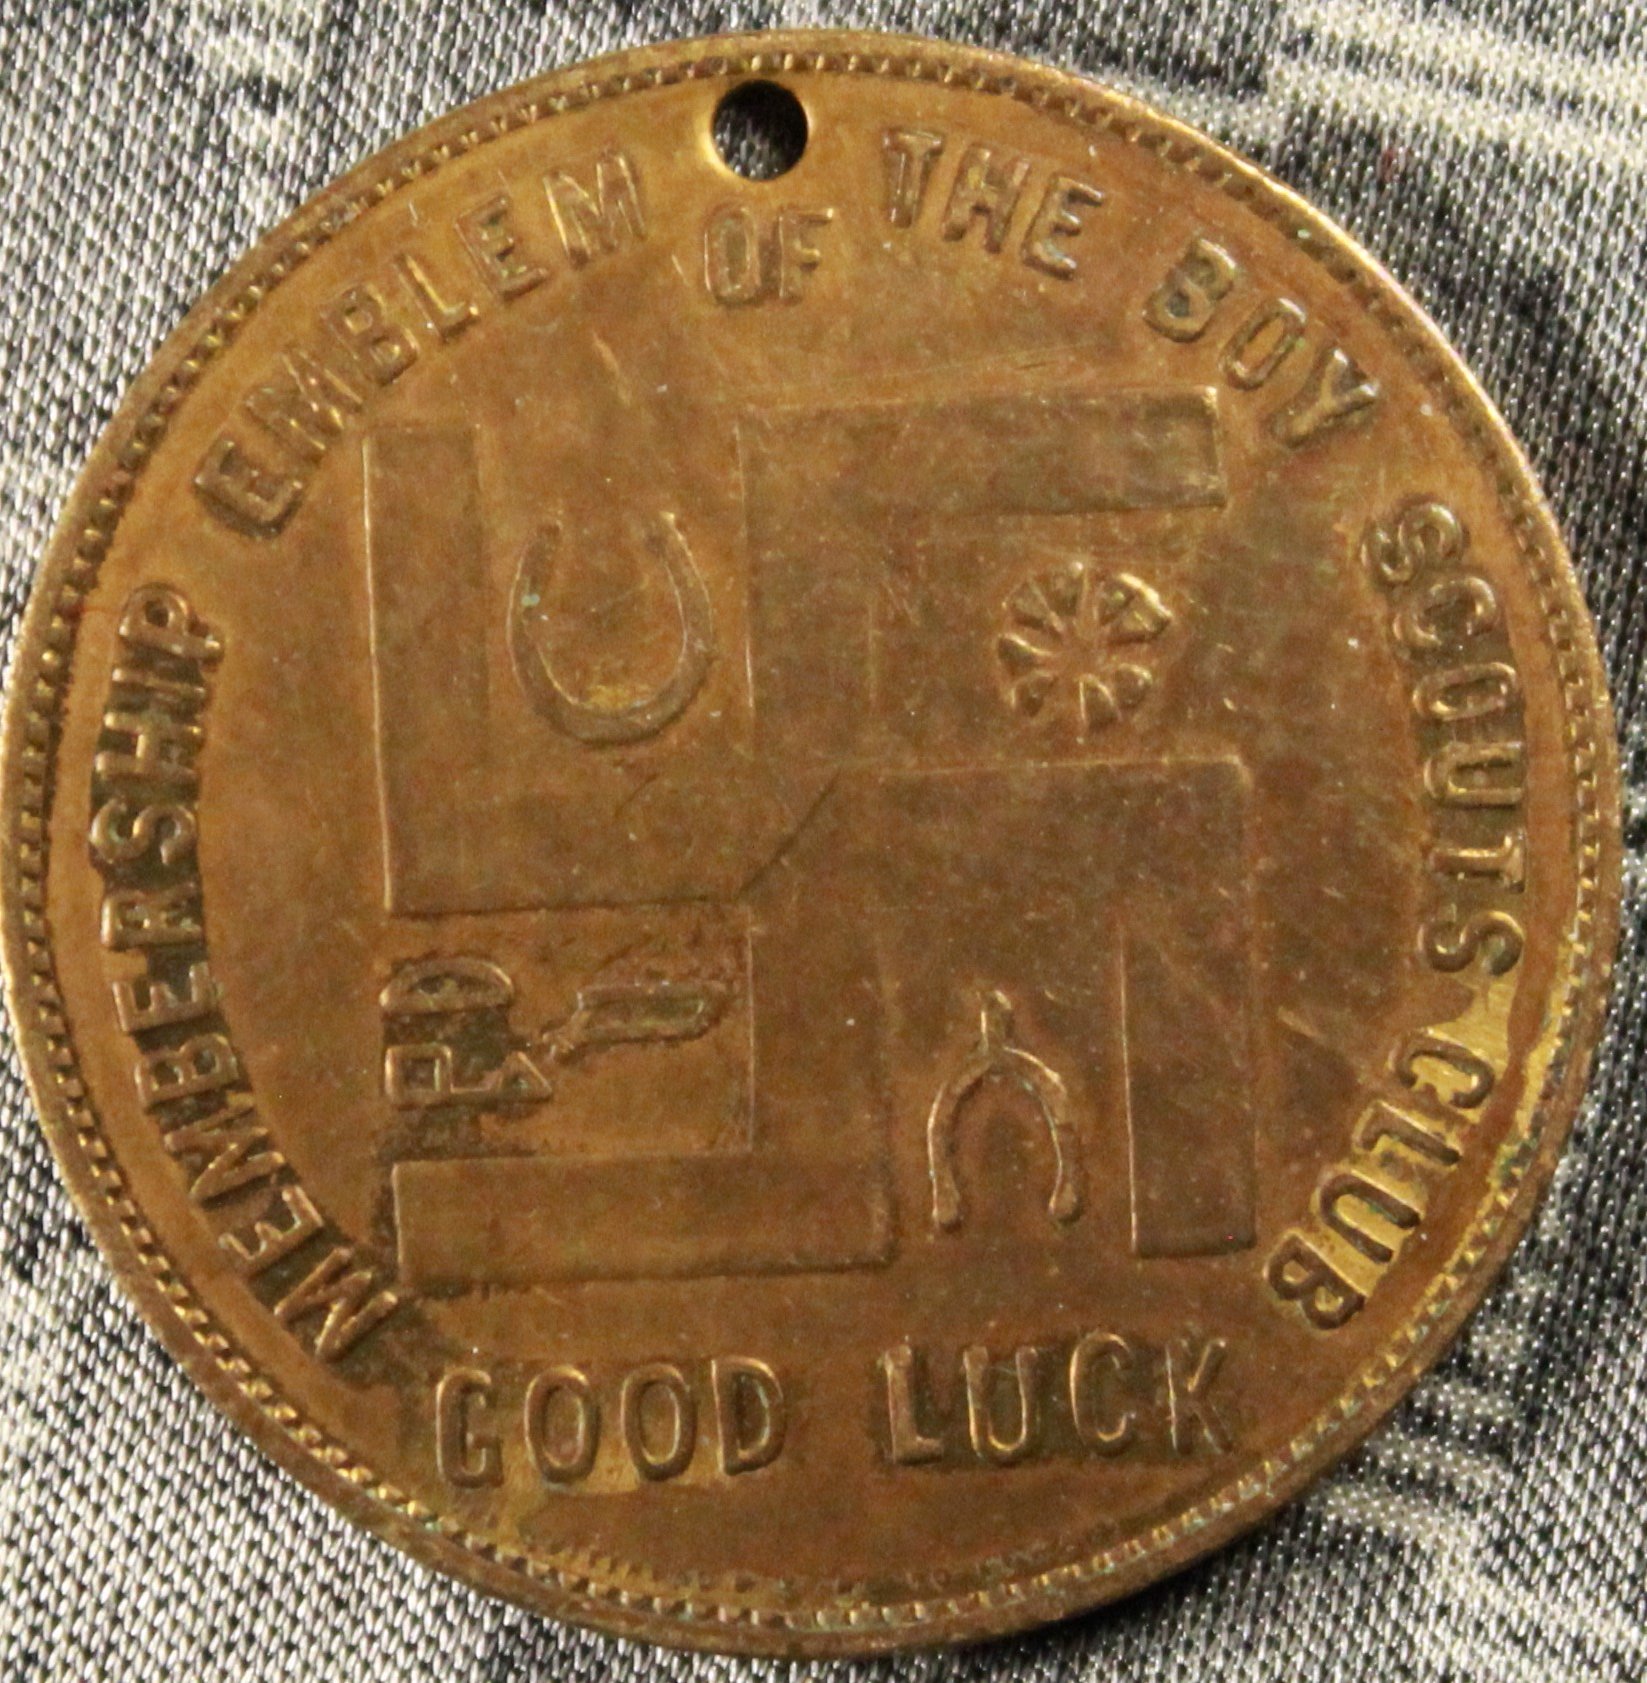 MEMBERSHIP EMBLEM OF THE BOY SCOUTS CLUB
GOOD LUCK